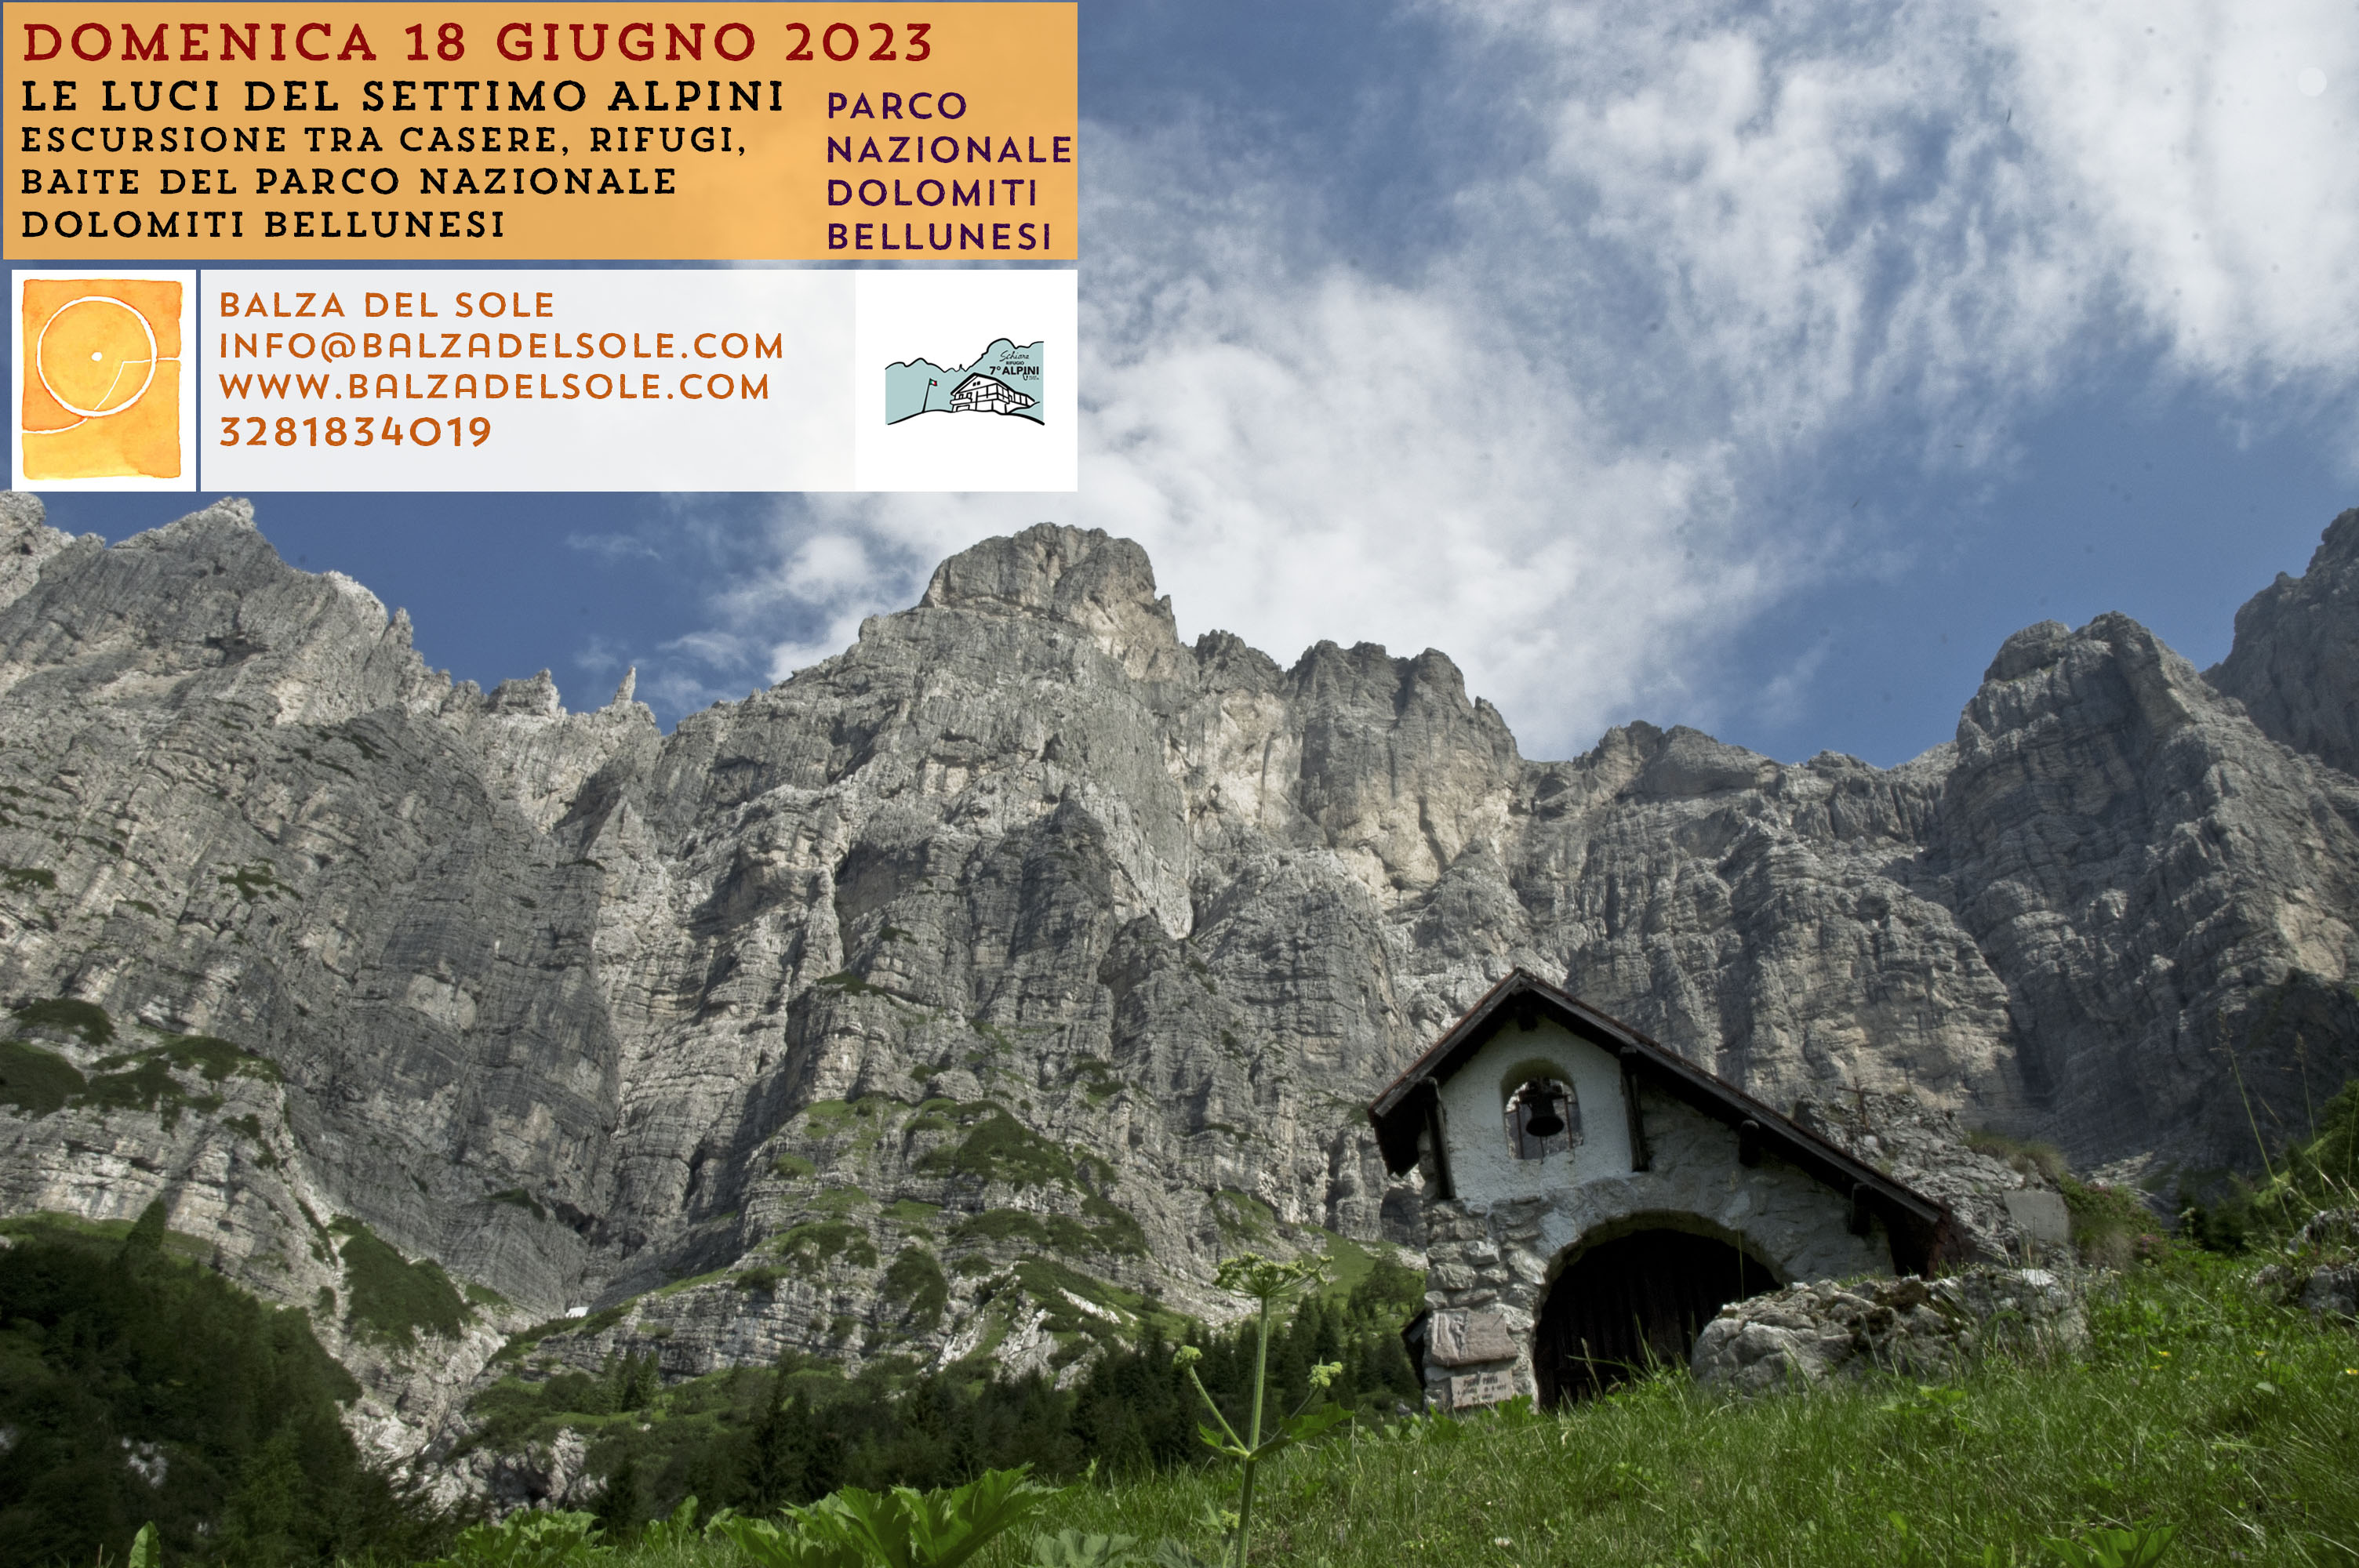 DOMENICA 18 GIUGNO 2023
LE LUCI DEL SETTIMO ALPINI
ESCURSIONE TRA CASERE, RIFUGI,
BAITE DEL PARCO NAZIONALE
DOLOMITI BELLUNESI
PARCO
NAZIONALE
DOLOMITI
BELLUNESI
BALZA DEL SOLE
INFO@BALZADELSOLE.COM
WWW.BALZADELSOLE.COM
3281834019
Schiara
RIFUGIO
7° ALPINI